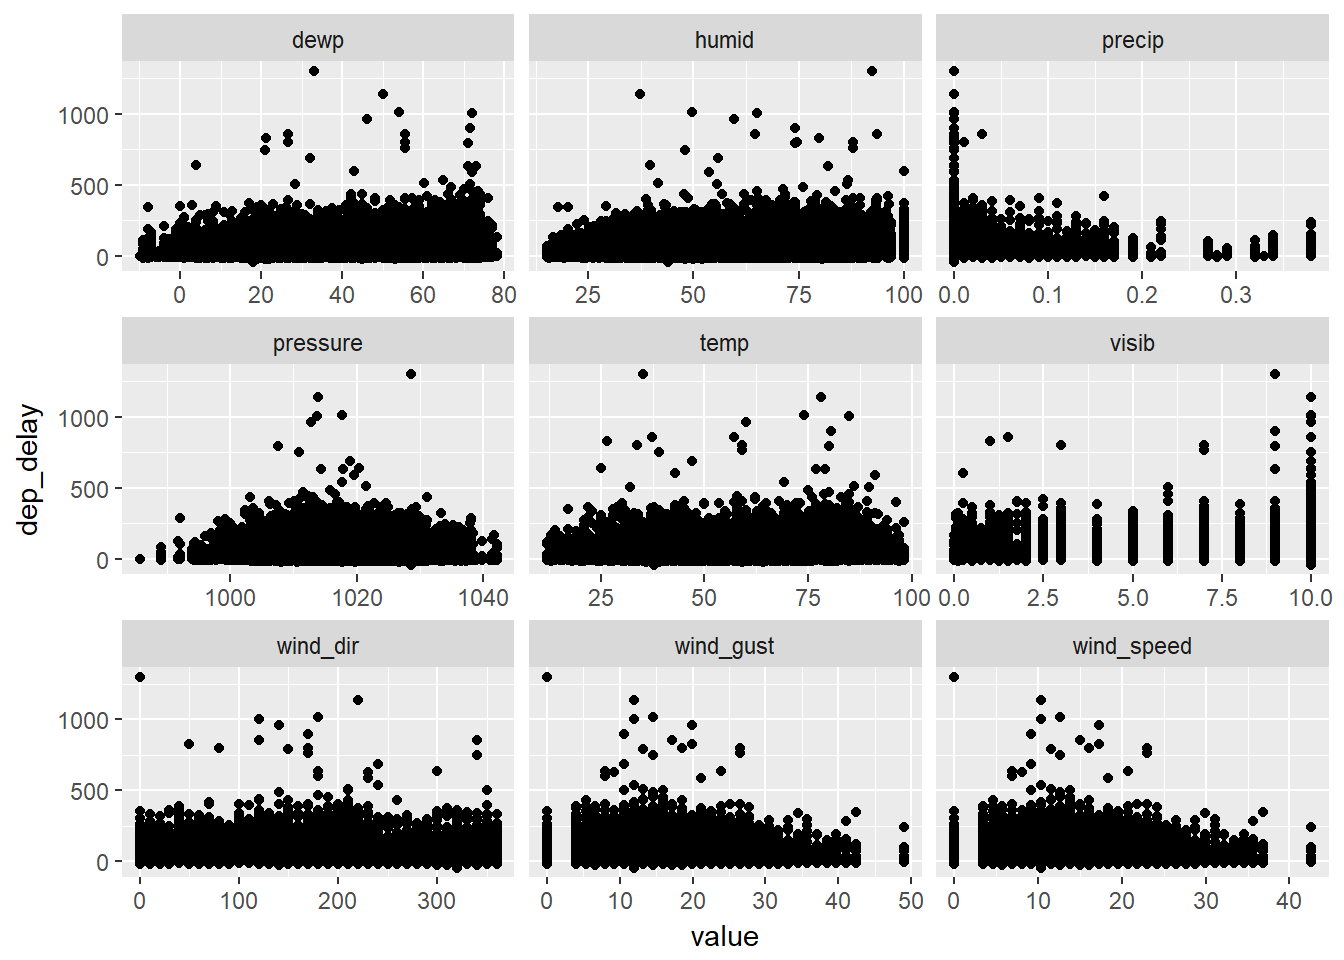 dewp humid precip
1000
500
0
0 20 40 60 80 25 50 75 100 0.0 0.1 0.2 0.3
pressure temp visib
1000
500
0
1000 1020 1040 25 50 75 100 0.0 2.5 5.0 7.5 10.0
dep_delay
wind_dir wind_gust wind_speed
1000
500
0
0 100 200 300 0 10 20 30 40 50 0 10 20 30 40
value